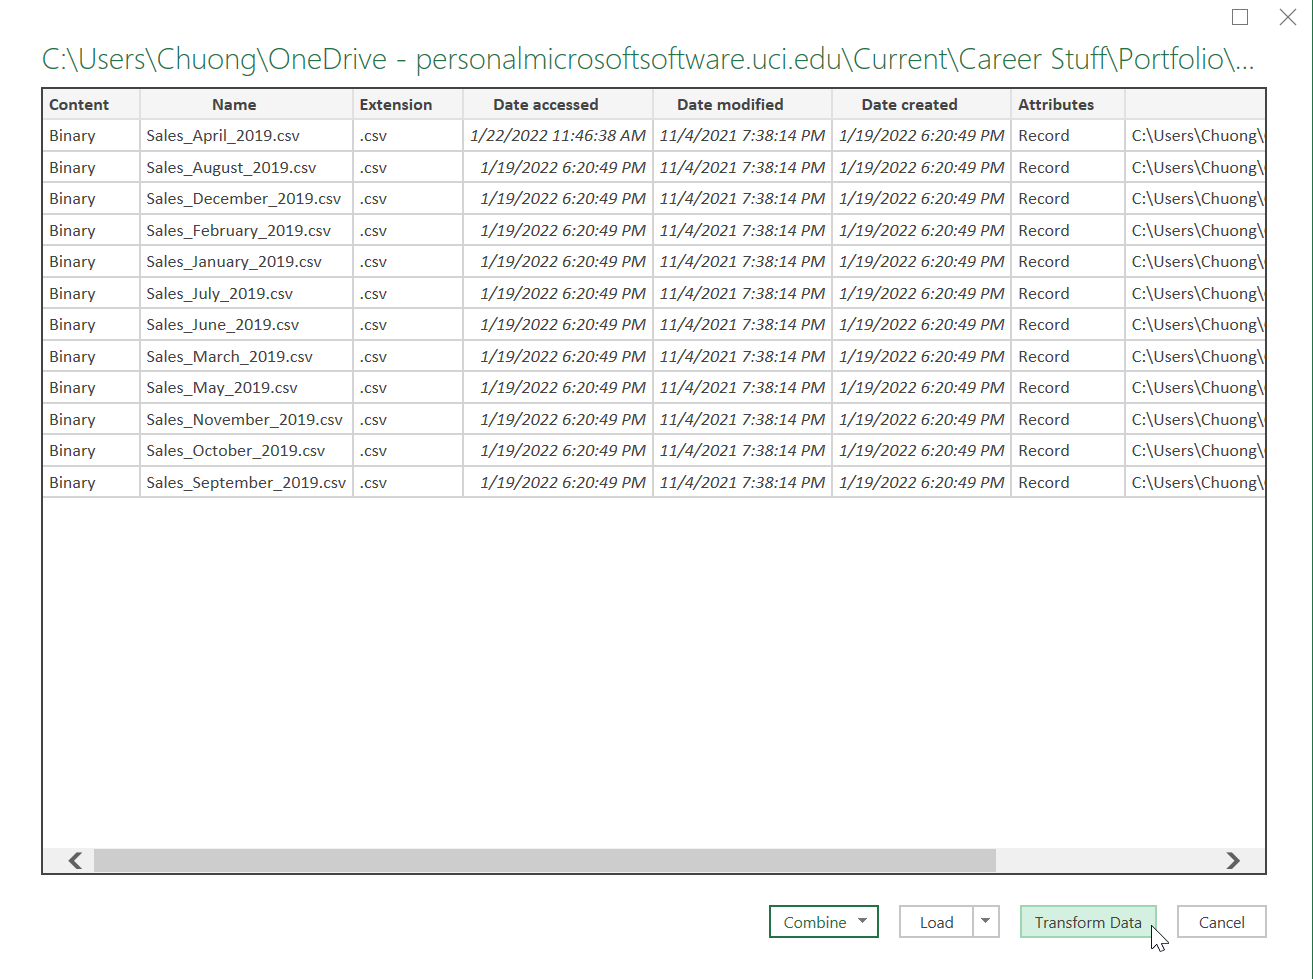 C:\Users\Chuong\OneDrive - personalmicrosoftsoftware.uci.edu\Current\Career Stuff\Portfolio\...
Content Name Extension Date accessed Date modified Date created Attributes
Binary Sales_April_2019.csv .csv 1/22/2022 11:46:38 AM 11/4/2021 7:38:14 PM 1/19/2022 6:20:49 PM Record C:\Users\Chuong\
Binary Sales_August_2019.csv .csv 1/19/2022 6:20:49 PM 11/4/2021 7:38:14 PM 1/19/2022 6:20:49 PM Record C:\Users\Chuong\
Binary Sales_December_2019.csv .csv 1/19/2022 6:20:49 PM 11/4/2021 7:38:14 PM 1/19/2022 6:20:49 PM Record C:\Users\Chuong\
Binary Sales_February_2019.csv .csv 1/19/2022 6:20:49 PM 11/4/2021 7:38:14 PM 1/19/2022 6:20:49 PM Record C:\Users\Chuong\
Binary Sales_January_2019.csv .csv 1/19/2022 6:20:49 PM 11/4/2021 7:38:14 PM 1/19/2022 6:20:49 PM Record C:\Users\Chuong\
Binary Sales_July_2019.csv .csv 1/19/2022 6:20:49 PM 11/4/2021 7:38:14 PM 1/19/2022 6:20:49 PM Record C:\Users\Chuong\
Binary Sales_June_2019.csv .csv 1/19/2022 6:20:49 PM 11/4/2021 7:38:14 PM 1/19/2022 6:20:49 PM Record C:\Users\Chuong\
Binary Sales_March_2019.csv .csv 1/19/2022 6:20:49 PM 11/4/2021 7:38:14 PM 1/19/2022 6:20:49 PM Record C:\Users\Chuong\
Binary Sales_May_2019.csv .csv 1/19/2022 6:20:49 PM 11/4/2021 7:38:14 PM 1/19/2022 6:20:49 PM Record C:\Users\Chuong\
Binary Sales_November_2019.csv .csv 1/19/2022 6:20:49 PM 11/4/2021 7:38:14 PM 1/19/2022 6:20:49 PM Record C:\Users\Chuong\
Binary Sales_October_2019.csv .csv 1/19/2022 6:20:49 PM 11/4/2021 7:38:14 PM 1/19/2022 6:20:49 PM Record C:\Users\Chuong\
Binary Sales_September_2019.csv .csv 1/19/2022 6:20:49 PM 11/4/2021 7:38:14 PM 1/19/2022 6:20:49 PM Record C:\Users\Chuong\
Combine Load Transform Data Cancel